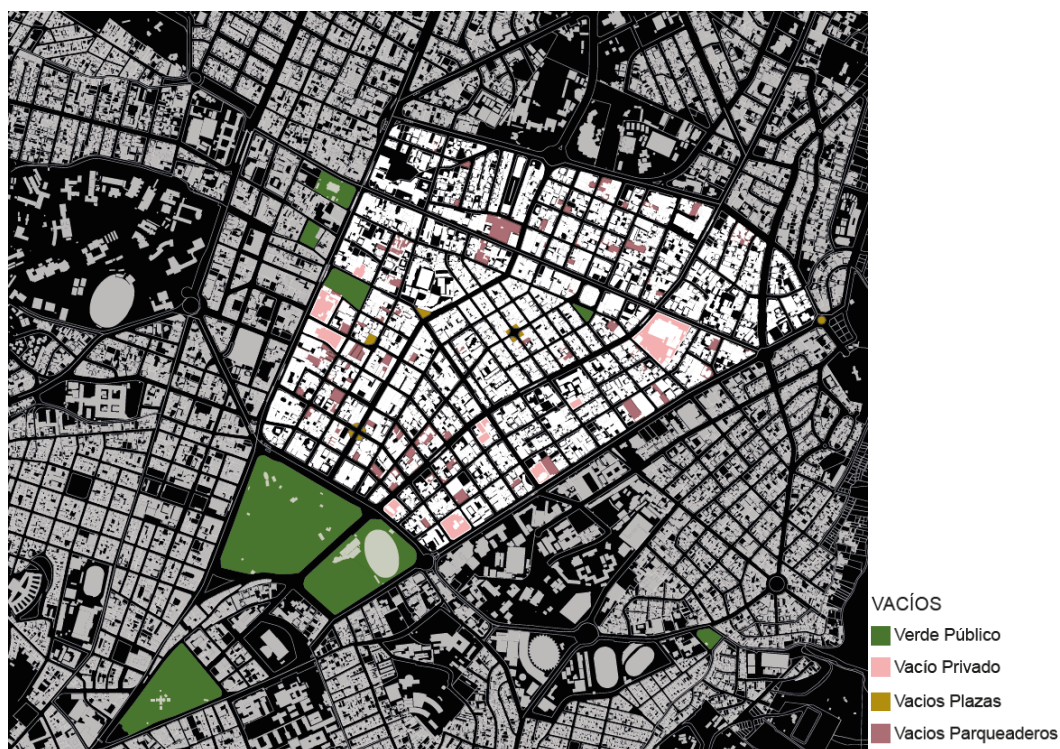 VACÍOS
Verde Público
Vacío Privado
Vacios Plazas
Vacios Parqueaderos